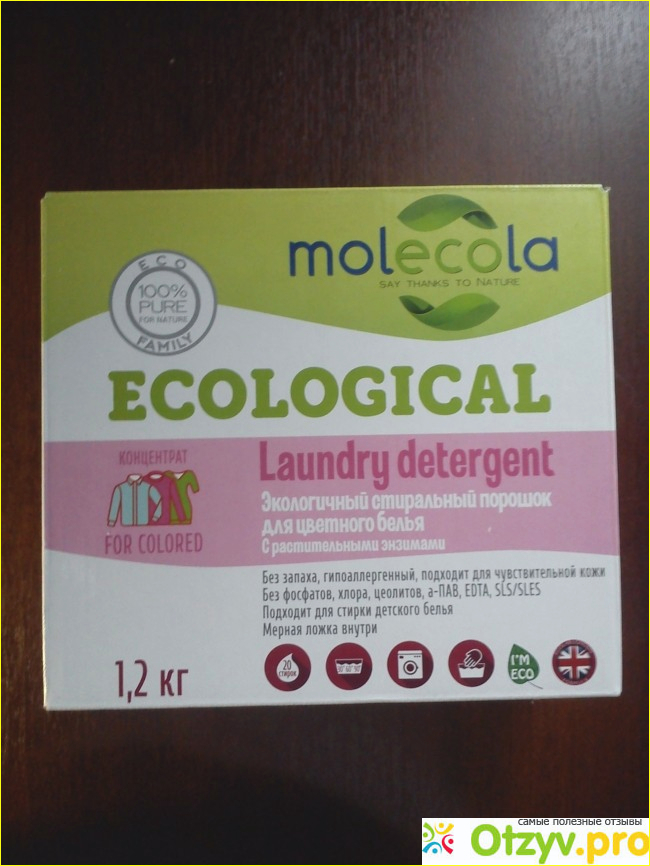 molecola
SAY THANKS TO NATURE
ECO
100%
PURE
FOR NATURE
FAMILY
ECOLOGICAL
КОНЦЕНТРАТ
FOR COLORED
Laundry detergent
Экологичный стиральный порошок
для цветного белья
С растительными энзимами
Без запаха, гипоаллергенный, подходит для чувствительной кожи
Без фосфатов, хлора, цеолитов, а-ПАВ, EDTA, SLS/SLES
Подходит для стирки детского белья
Мерная ложка внутри
1,2 кг
20
стирок
30° 60° 90°
I'M
ECO
самые полезные отзывы
Otzyv.pro